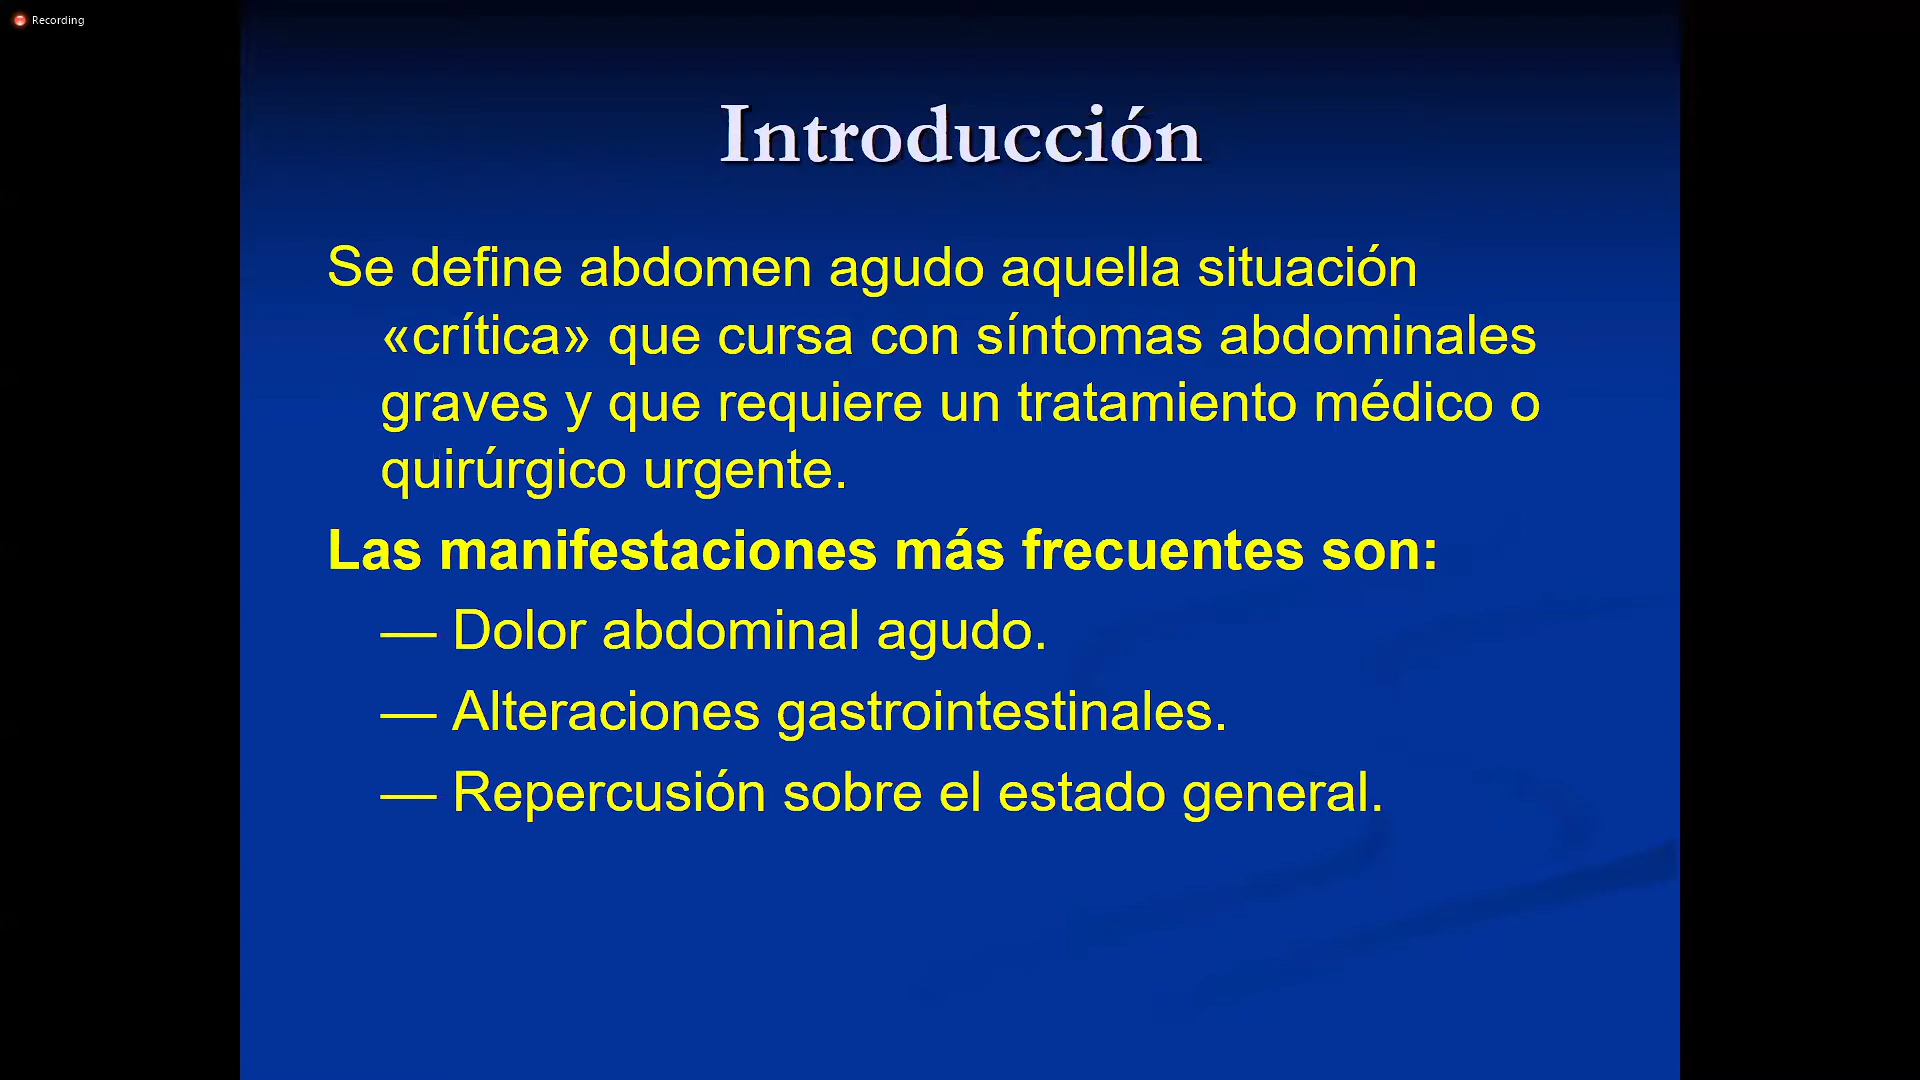 Recording
Introducción
Se define abdomen agudo aquella situación
«crítica» que cursa con síntomas abdominales
graves y que requiere un tratamiento médico o
quirúrgico urgente.
Las manifestaciones más frecuentes son:
— Dolor abdominal agudo.
— Alteraciones gastrointestinales.
— Repercusión sobre el estado general.